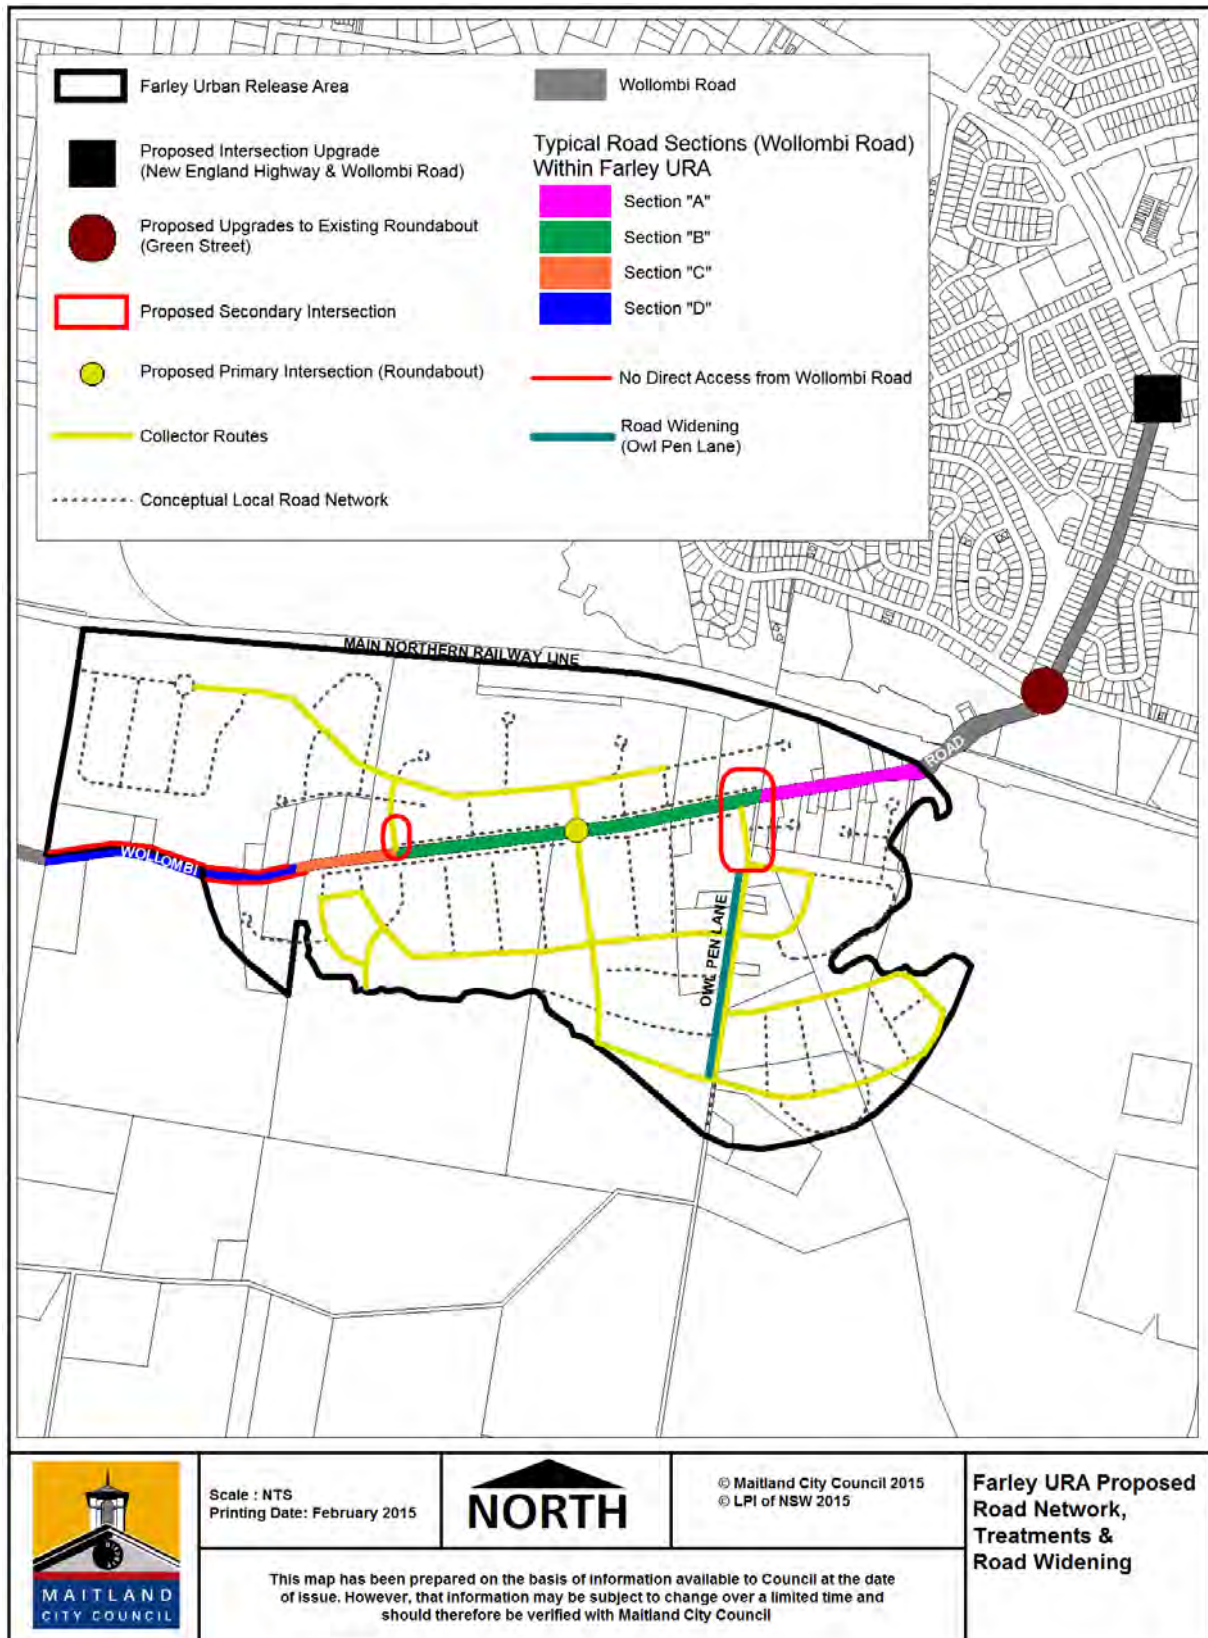 Farley Urban Release Area
Proposed Intersection Upgrade
(New England Highway & Wollombi Road)
Proposed Upgrades to Existing Roundabout
(Green Street)
Proposed Secondary Intersection
Proposed Primary Intersection (Roundabout)
Collector Routes
Conceptual Local Road Network
Wollombi Road
Typical Road Sections (Wollombi Road)
Within Farley URA
Section "A"
Section "B"
Section "C"
Section "D"
No Direct Access from Wollombi Road
Road Widening
(Owl Pen Lane)
MAIN NORTHERN RAILWAY LINE
ROAD
WOLLOMBI
OWL PEN LANE
MAITLAND
CITY COUNCIL
Scale : NTS
Printing Date: February 2015
NORTH
© Maitland City Council 2015
© LPI of NSW 2015
This map has been prepared on the basis of information available to Council at the date
of issue. However, that information may be subject to change over a limited time and
should therefore be verified with Maitland City Council
Farley URA Proposed
Road Network,
Treatments &
Road Widening